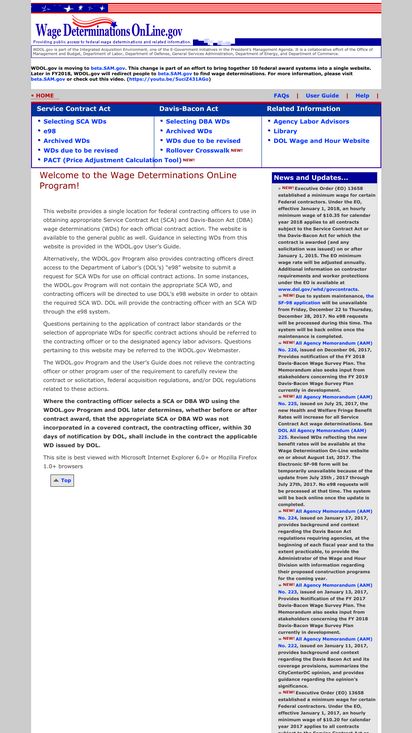 Wage Determinations OnLine.gov
Providing public access to federal wage determinations and related information.
WDOL.gov is part of the Integrated Acquisition Environment, one of the E-Government initiatives in the President's Management Agenda. It is a collaborative effort of the Office of
Management and Budget, Department of Labor, Department of Defense, General Services Administration, Department of Energy, and Department of Commerce.
WDOL.gov is moving to beta.SAM.gov. This change is part of an effort to bring together 10 federal award systems into a single website.
Later in FY2018, WDOL.gov will redirect people to beta.SAM.gov to find wage determinations. For more information, please visit
beta.SAM.gov or check out this video. (https://youtu.be/5uciZ431AGo)
» HOME FAQs | User Guide | Help |
Service Contract Act Davis-Bacon Act Related Information
• Selecting SCA WDs • Selecting DBA WDs • Agency Labor Advisors
• e98 • Archived WDs • Library
• Archived WDs • WDs due to be revised • DOL Wage and Hour Website
• WDs due to be revised • Rollover Crosswalk NEW!
• PACT (Price Adjustment Calculation Tool) NEW!
Welcome to the Wage Determinations OnLine
Program!
This website provides a single location for federal contracting officers to use in
obtaining appropriate Service Contract Act (SCA) and Davis-Bacon Act (DBA)
wage determinations (WDs) for each official contract action. The website is
available to the general public as well. Guidance in selecting WDs from this
website is provided in the WDOL.gov User's Guide.
Alternatively, the WDOL.gov Program also provides contracting officers direct
access to the Department of Labor's (DOL's) "e98" website to submit a
request for SCA WDs for use on official contract actions. In some instances,
the WDOL.gov Program will not contain the appropriate SCA WD, and
contracting officers will be directed to use DOL's e98 website in order to obtain
the required SCA WD. DOL will provide the contracting officer with an SCA WD
through the e98 system.
Questions pertaining to the application of contract labor standards or the
selection of appropriate WDs for specific contract actions should be referred to
the contracting officer or to the designated agency labor advisors. Questions
pertaining to this website may be referred to the WDOL.gov Webmaster.
The WDOL.gov Program and the User's Guide does not relieve the contracting
officer or other program user of the requirement to carefully review the
contract or solicitation, federal acquisition regulations, and/or DOL regulations
related to these actions.
Where the contracting officer selects a SCA or DBA WD using the
WDOL.gov Program and DOL later determines, whether before or after
contract award, that the appropriate SCA or DBA WD was not
incorporated in a covered contract, the contracting officer, within 30
days of notification by DOL, shall include in the contract the applicable
WD issued by DOL.
This site is best viewed with Microsoft Internet Explorer 6.0+ or Mozilla Firefox
1.0+ browsers
Top
News and Updates...
» NEW! Executive Order (EO) 13658
established a minimum wage for certain
Federal contractors. Under the EO,
effective January 1, 2018, an hourly
minimum wage of $10.35 for calendar
year 2018 applies to all contracts
subject to the Service Contract Act or
the Davis-Bacon Act for which the
contract is awarded (and any
solicitation was issued) on or after
January 1, 2015. The EO minimum
wage rate will be adjusted annually.
Additional information on contractor
requirements and worker protections
under the EO is available at
www.dol.gov/whd/govcontracts.
» NEW! Due to system maintenance, the
SF-98 application will be unavailable
from Friday, December 22 to Thursday,
December 28, 2017. No e98 requests
will be processed during this time. The
system will be back online once the
maintenance is completed.
» NEW! All Agency Memorandum (AAM)
No. 226, issued on December 06, 2017,
Provides notification of the FY 2018
Davis-Bacon Wage Survey Plan. The
Memorandum also seeks input from
stakeholders concerning the FY 2019
Davis-Bacon Wage Survey Plan
currently in development.
» NEW! All Agency Memorandum (AAM)
No. 225, issued on July 25, 2017, the
new Health and Welfare Fringe Benefit
Rates will increase for all Service
Contract Act wage determinations. See
DOL All Agency Memorandum (AAM)
225. Revised WDs reflecting the new
benefit rates will be available at the
Wage Determination On-Line website
on or about August 1st, 2017. The
Electronic SF-98 form will be
temporarily unavailable because of the
update from July 25th , 2017 through
July 27th, 2017. No e98 requests will
be processed at that time. The system
will be back online once the update is
completed.
» NEW! All Agency Memorandum (AAM)
No. 224, issued on January 17, 2017,
provides background and context
regarding the Davis Bacon Act
regulations requiring agencies, at the
beginning of each fiscal year and to the
extent practicable, to provide the
Administrator of the Wage and Hour
Division with information regarding
their proposed construction programs
for the coming year.
» NEW! All Agency Memorandum (AAM)
No. 223, issued on January 13, 2017,
Provides Notification of the FY 2017
Davis-Bacon Wage Survey Plan. The
Memorandum also seeks input from
stakeholders concerning the FY 2018
Davis-Bacon Wage Survey Plan
currently in development.
» NEW! All Agency Memorandum (AAM)
No. 222, issued on January 11, 2017,
provides background and context
regarding the Davis-Bacon Act and its
coverage provisions, summarizes the
CityCenterDC opinion, and provides
guidance regarding the opinion's
significance.
» NEW! Executive Order (EO) 13658
established a minimum wage for certain
Federal contractors. Under the EO,
effective January 1, 2017, an hourly
minimum wage of $10.20 for calendar
year 2017 applies to all contracts
subject to the Service Contract Act or